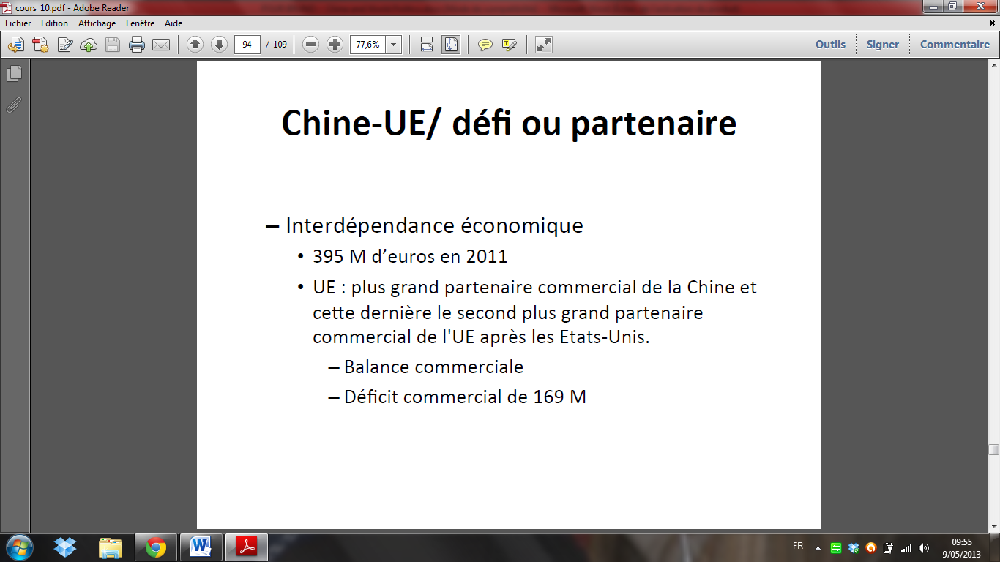 cours_10.pdf - Adobe Reader
Fichier Edition Affichage Fenêtre Aide
94 / 109 77,6% Outils Signer Commentaire
Chine-UE/ défi ou partenaire
– Interdépendance économique
• 395 M d’euros en 2011
• UE : plus grand partenaire commercial de la Chine et
cette dernière le second plus grand partenaire
commercial de l'UE après les Etats-Unis.
– Balance commerciale
– Déficit commercial de 169 M
FR 09:55
9/05/2013